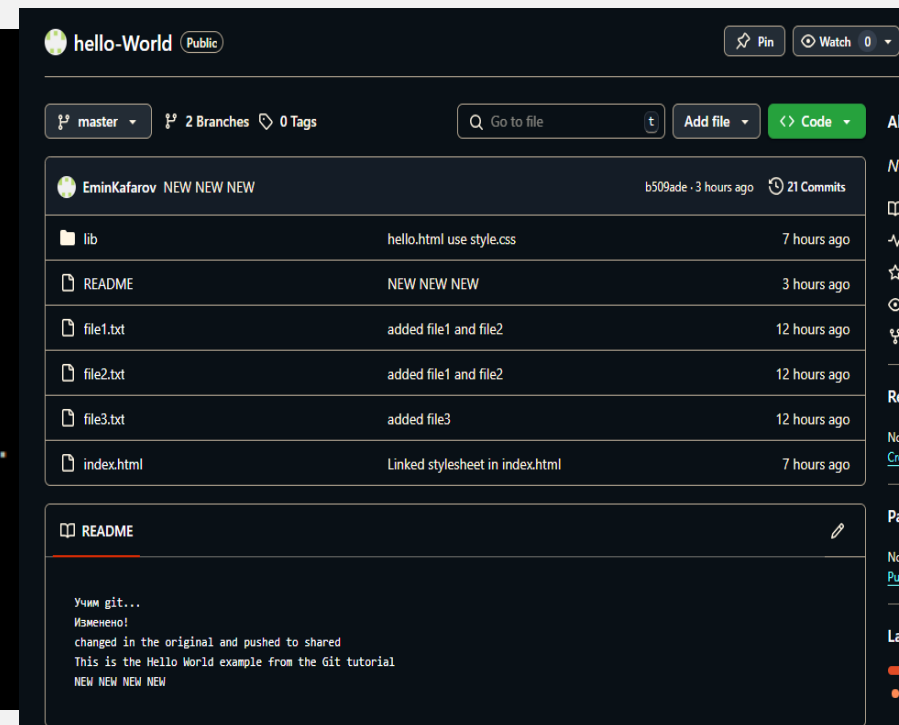 hello-World Public
Pin
Watch 0
master
2 Branches
0 Tags
Go to file
t
Add file
Code
EminKafarov NEW NEW NEW
b509ade · 3 hours ago
21 Commits
lib hello.html use style.css 7 hours ago
README NEW NEW NEW 3 hours ago
file1.txt added file1 and file2 12 hours ago
file2.txt added file1 and file2 12 hours ago
file3.txt added file3 12 hours ago
index.html Linked stylesheet in index.html 7 hours ago
README
Учим git...
Изменено!
changed in the original and pushed to shared
This is the Hello World example from the Git tutorial
NEW NEW NEW NEW